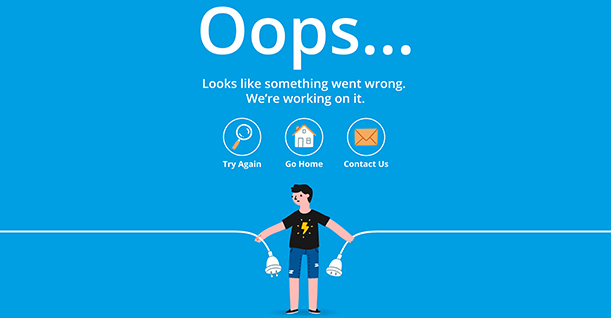 Oops...
Looks like something went wrong.
We're working on it.
Try Again
Go Home
Contact Us